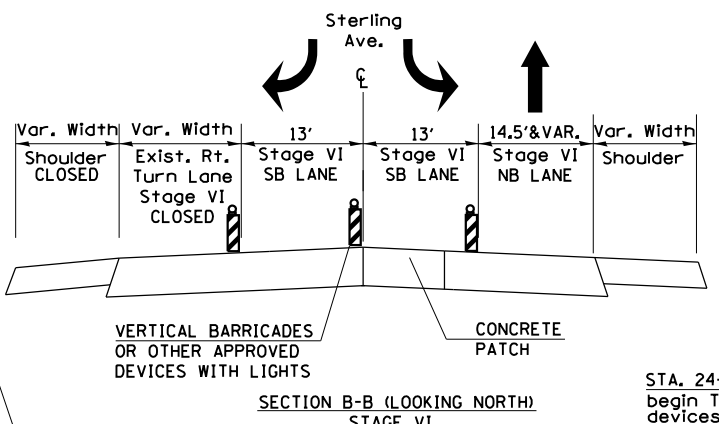 Sterling
Ave.
℄
Var. Width
Shoulder
CLOSED
Var. Width
Exist. Rt.
Turn Lane
Stage VI
CLOSED
13'
Stage VI
SB LANE
13'
Stage VI
SB LANE
14.5'&VAR.
Stage VI
NB LANE
Var. Width
Shoulder
VERTICAL BARRICADES
OR OTHER APPROVED
DEVICES WITH LIGHTS
CONCRETE
PATCH
SECTION B-B (LOOKING NORTH)
STAGE VI
STA. 24
begin T
devices